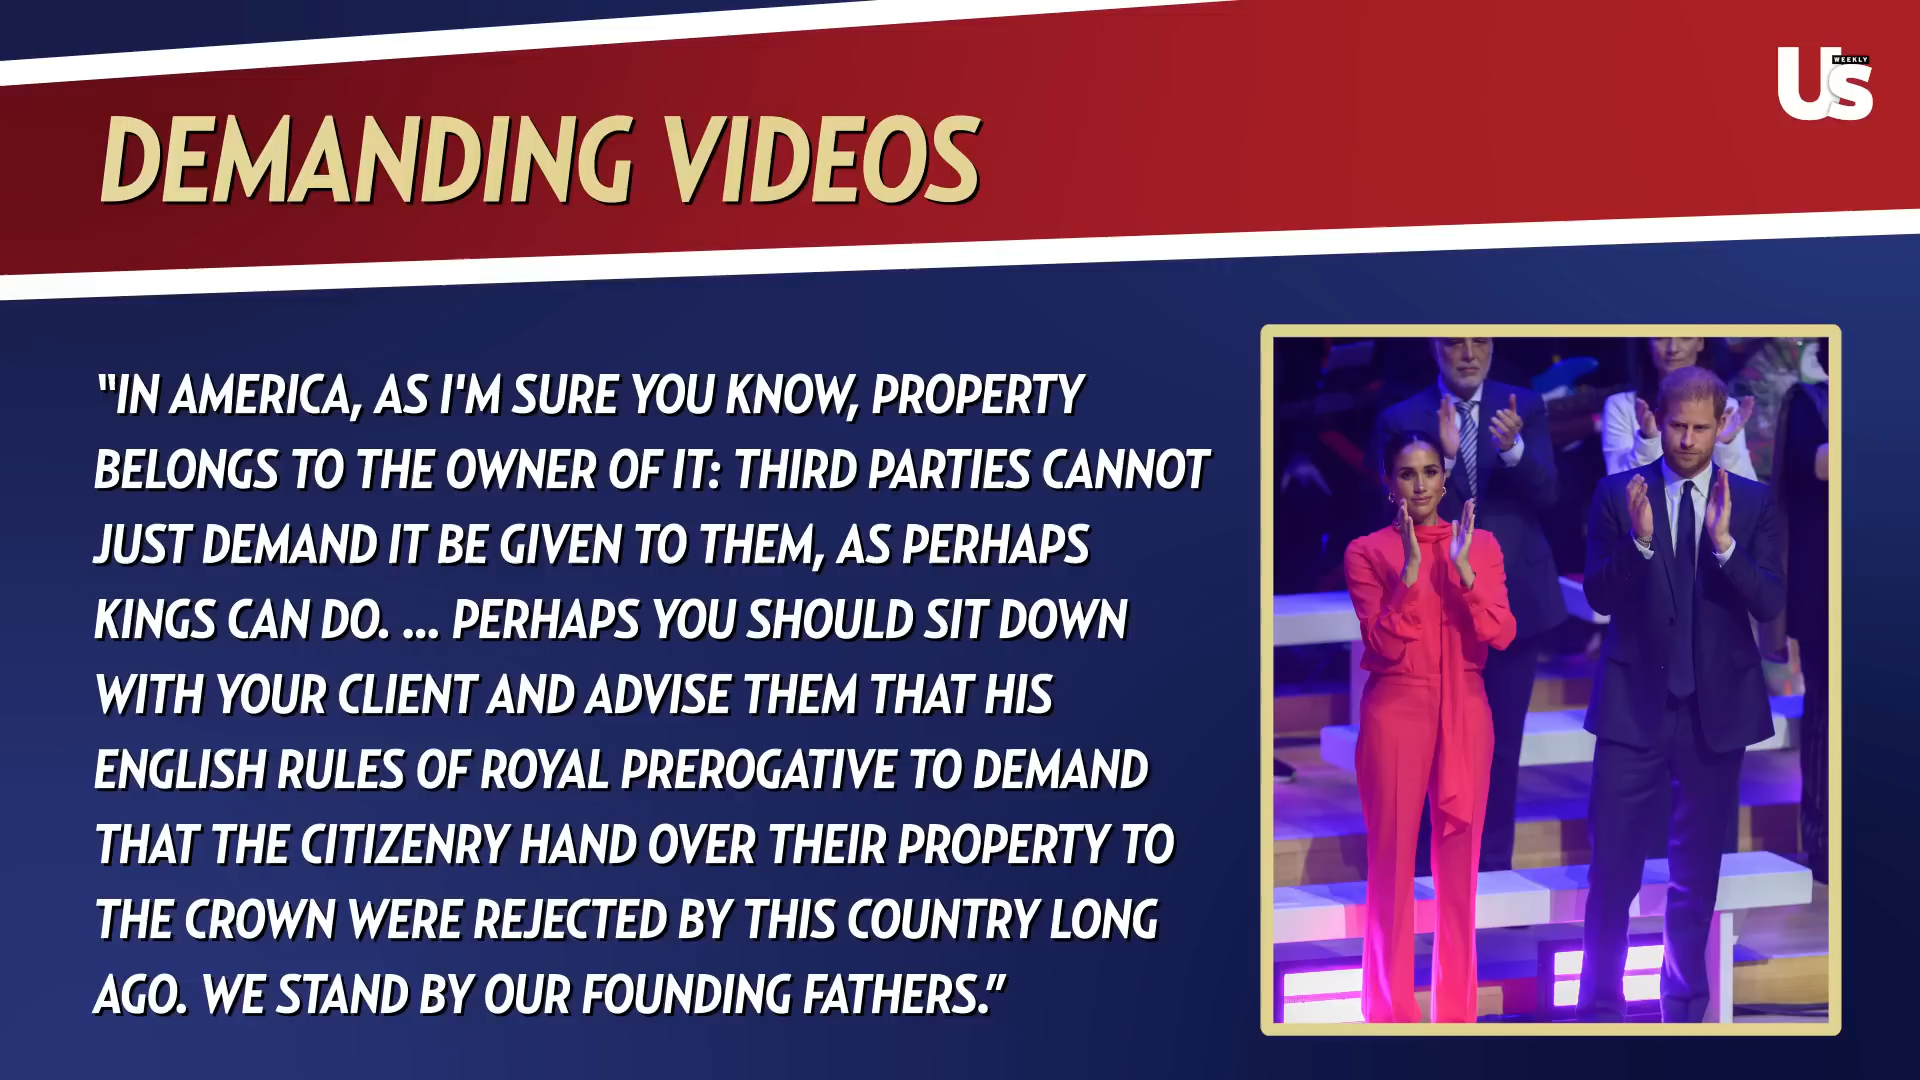 DEMANDING VIDEOS
Us
WEEKLY
“IN AMERICA, AS I'M SURE YOU KNOW, PROPERTY
BELONGS TO THE OWNER OF IT: THIRD PARTIES CANNOT
JUST DEMAND IT BE GIVEN TO THEM, AS PERHAPS
KINGS CAN DO. ... PERHAPS YOU SHOULD SIT DOWN
WITH YOUR CLIENT AND ADVISE THEM THAT HIS
ENGLISH RULES OF ROYAL PREROGATIVE TO DEMAND
THAT THE CITIZENRY HAND OVER THEIR PROPERTY TO
THE CROWN WERE REJECTED BY THIS COUNTRY LONG
AGO. WE STAND BY OUR FOUNDING FATHERS.”